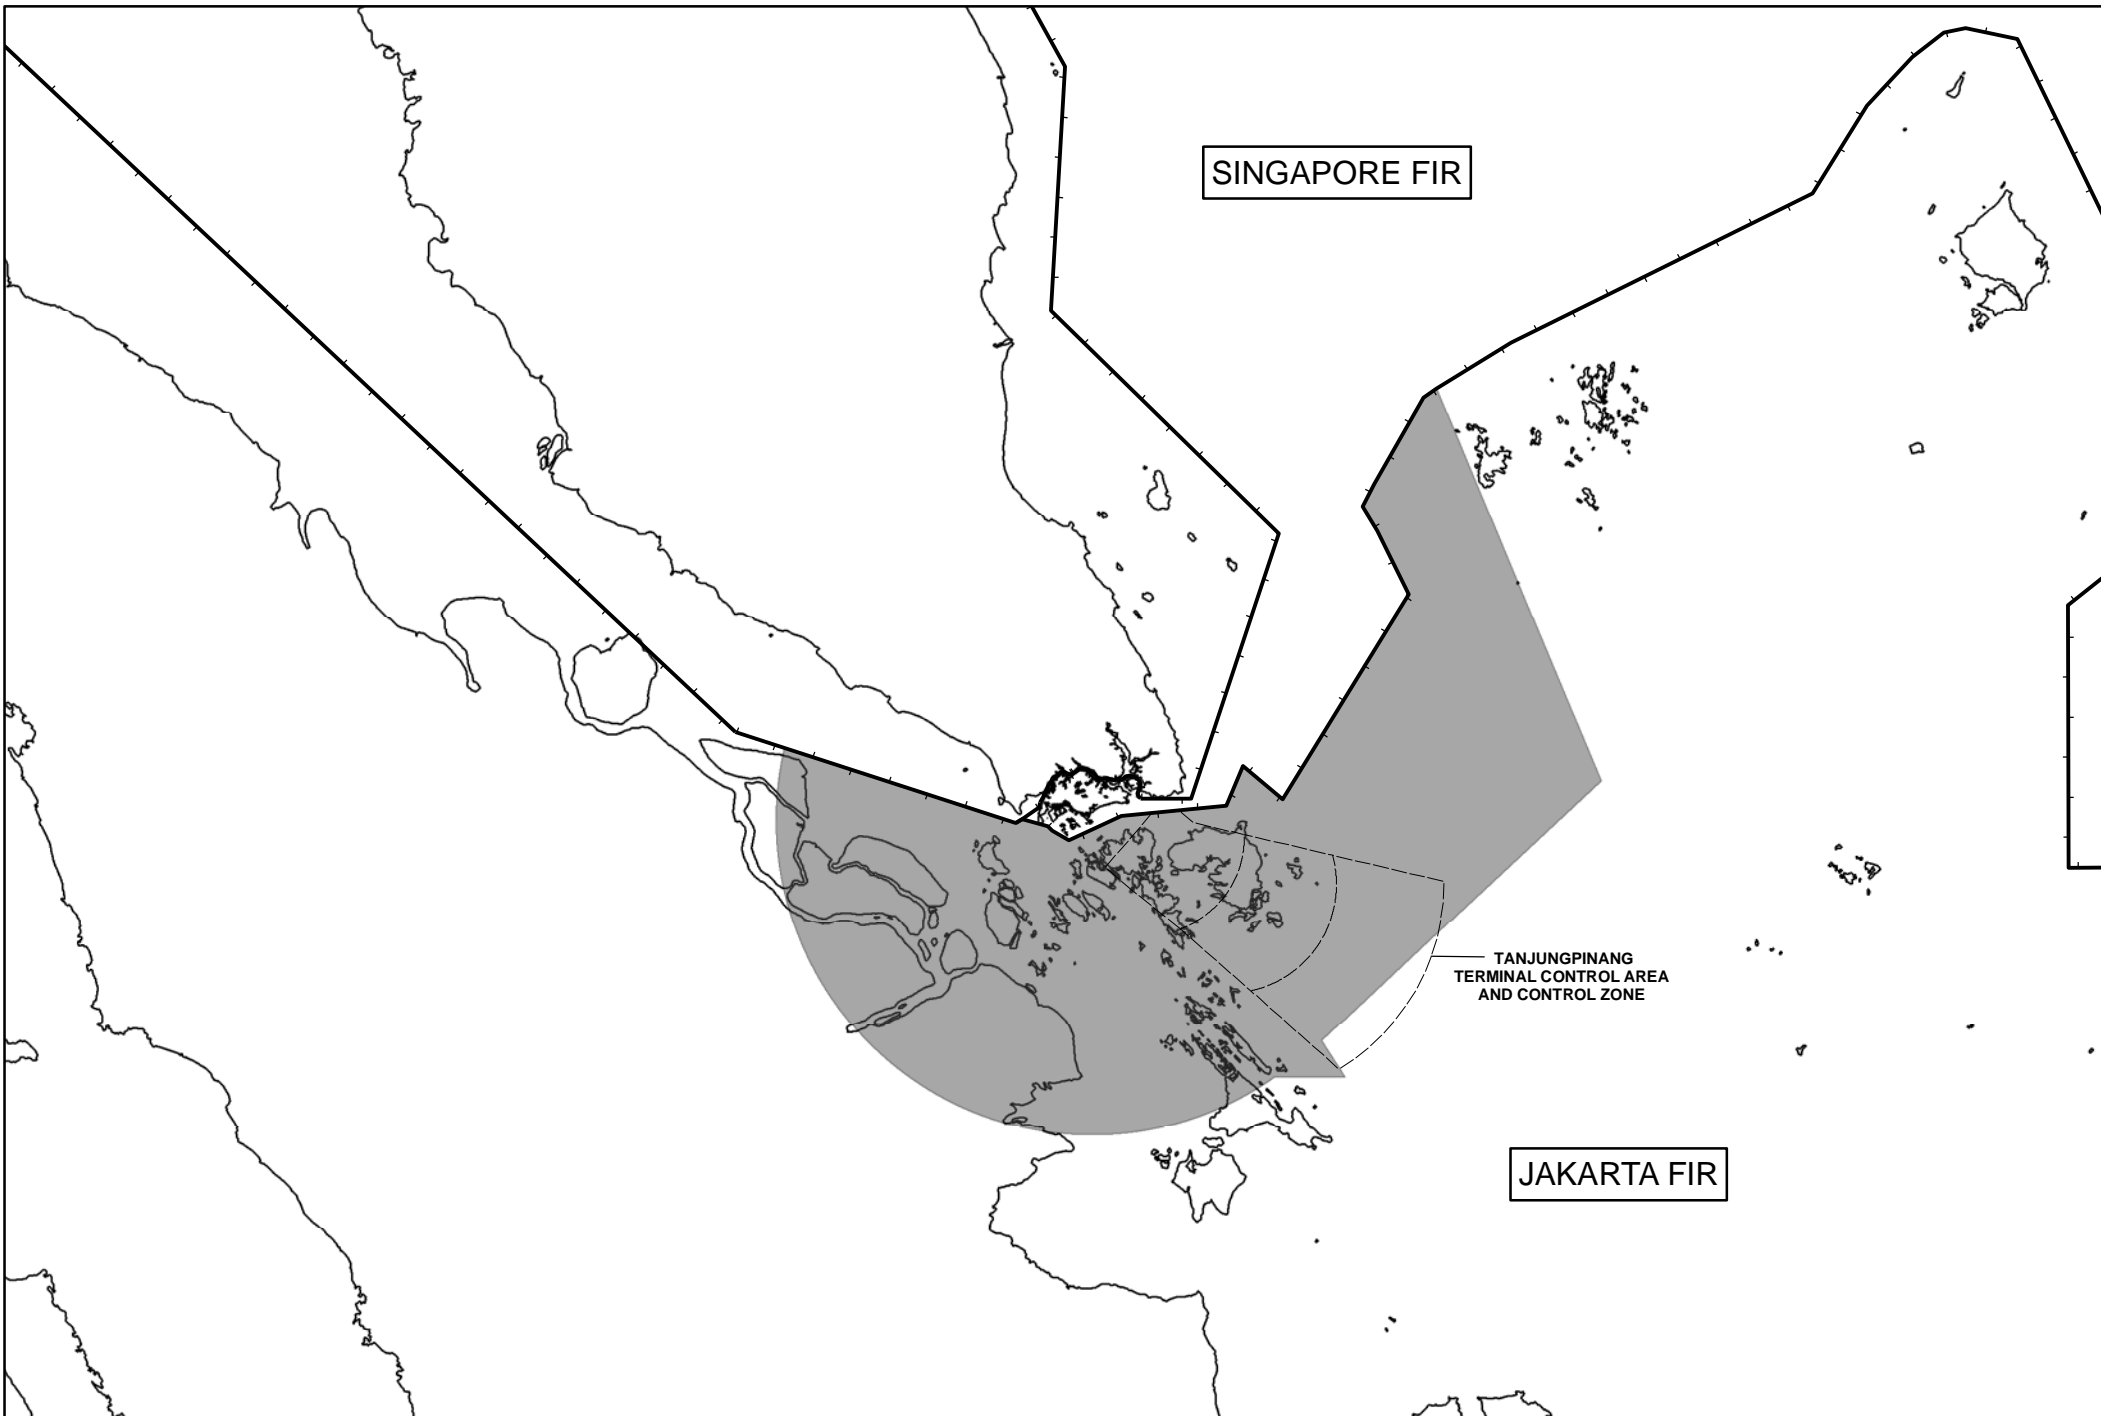 SINGAPORE FIR
TANJUNGPINANG
TERMINAL CONTROL AREA
AND CONTROL ZONE
JAKARTA FIR